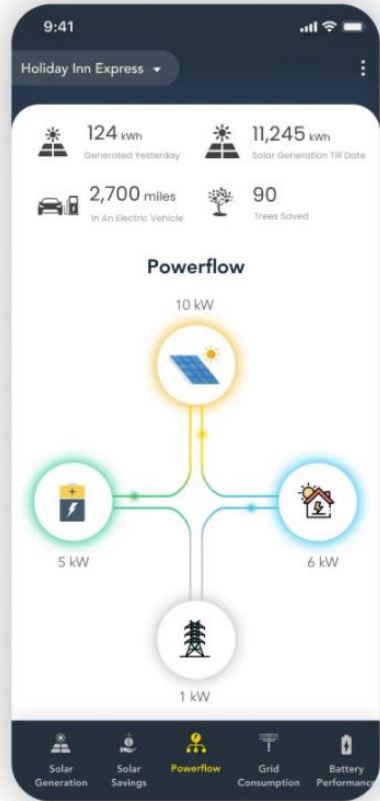 9:41
Holiday Inn Express
124 kWh
Generated Yesterday
11,245 kWh
Solar Generation Till Date
2,700 miles
In An Electric Vehicle
90
Trees Saved
Powerflow
10 kW
5 kW
6 kW
1 kW
Solar
Generation
Solar
Savings
Powerflow
Grid
Consumption
Battery
Performance